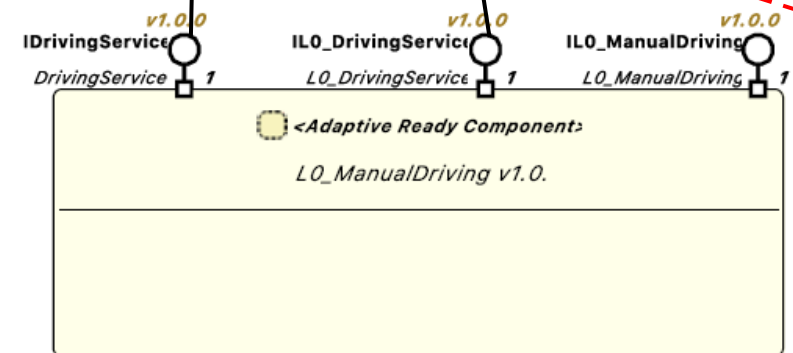 v1.0.0 v1.0.0 v1.0.0
IDrivingService IL0_DrivingService IL0_ManualDriving
DrivingService 1 L0_DrivingService 1 L0_ManualDriving 1
<Adaptive Ready Component>
L0_ManualDriving v1.0.